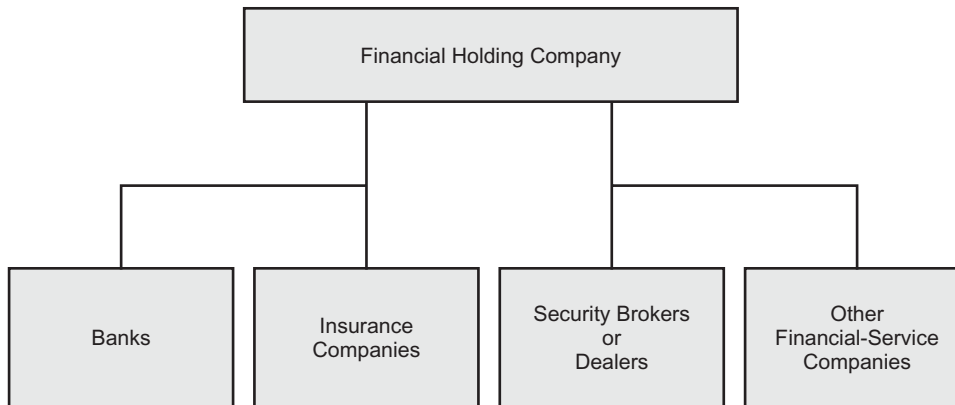 Financial Holding Company
Banks
Insurance
Companies
Security Brokers
or
Dealers
Other
Financial-Service
Companies